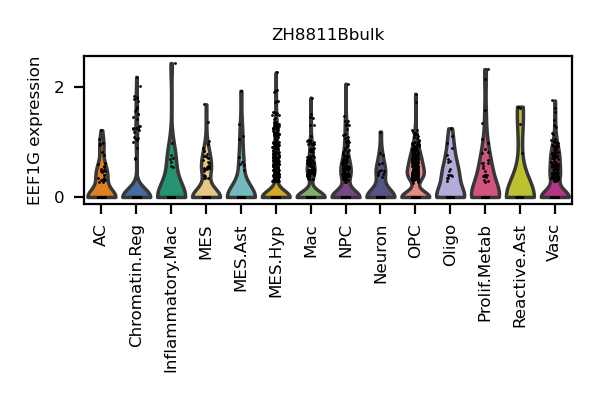 ZH8811Bbulk
EEF1G expression
2
0
AC
Chromatin.Reg
Inflammatory.Mac
MES
MES.Ast
MES.Hyp
Mac
NPC
Neuron
OPC
Oligo
Prolif.Metab
Reactive.Ast
Vasc